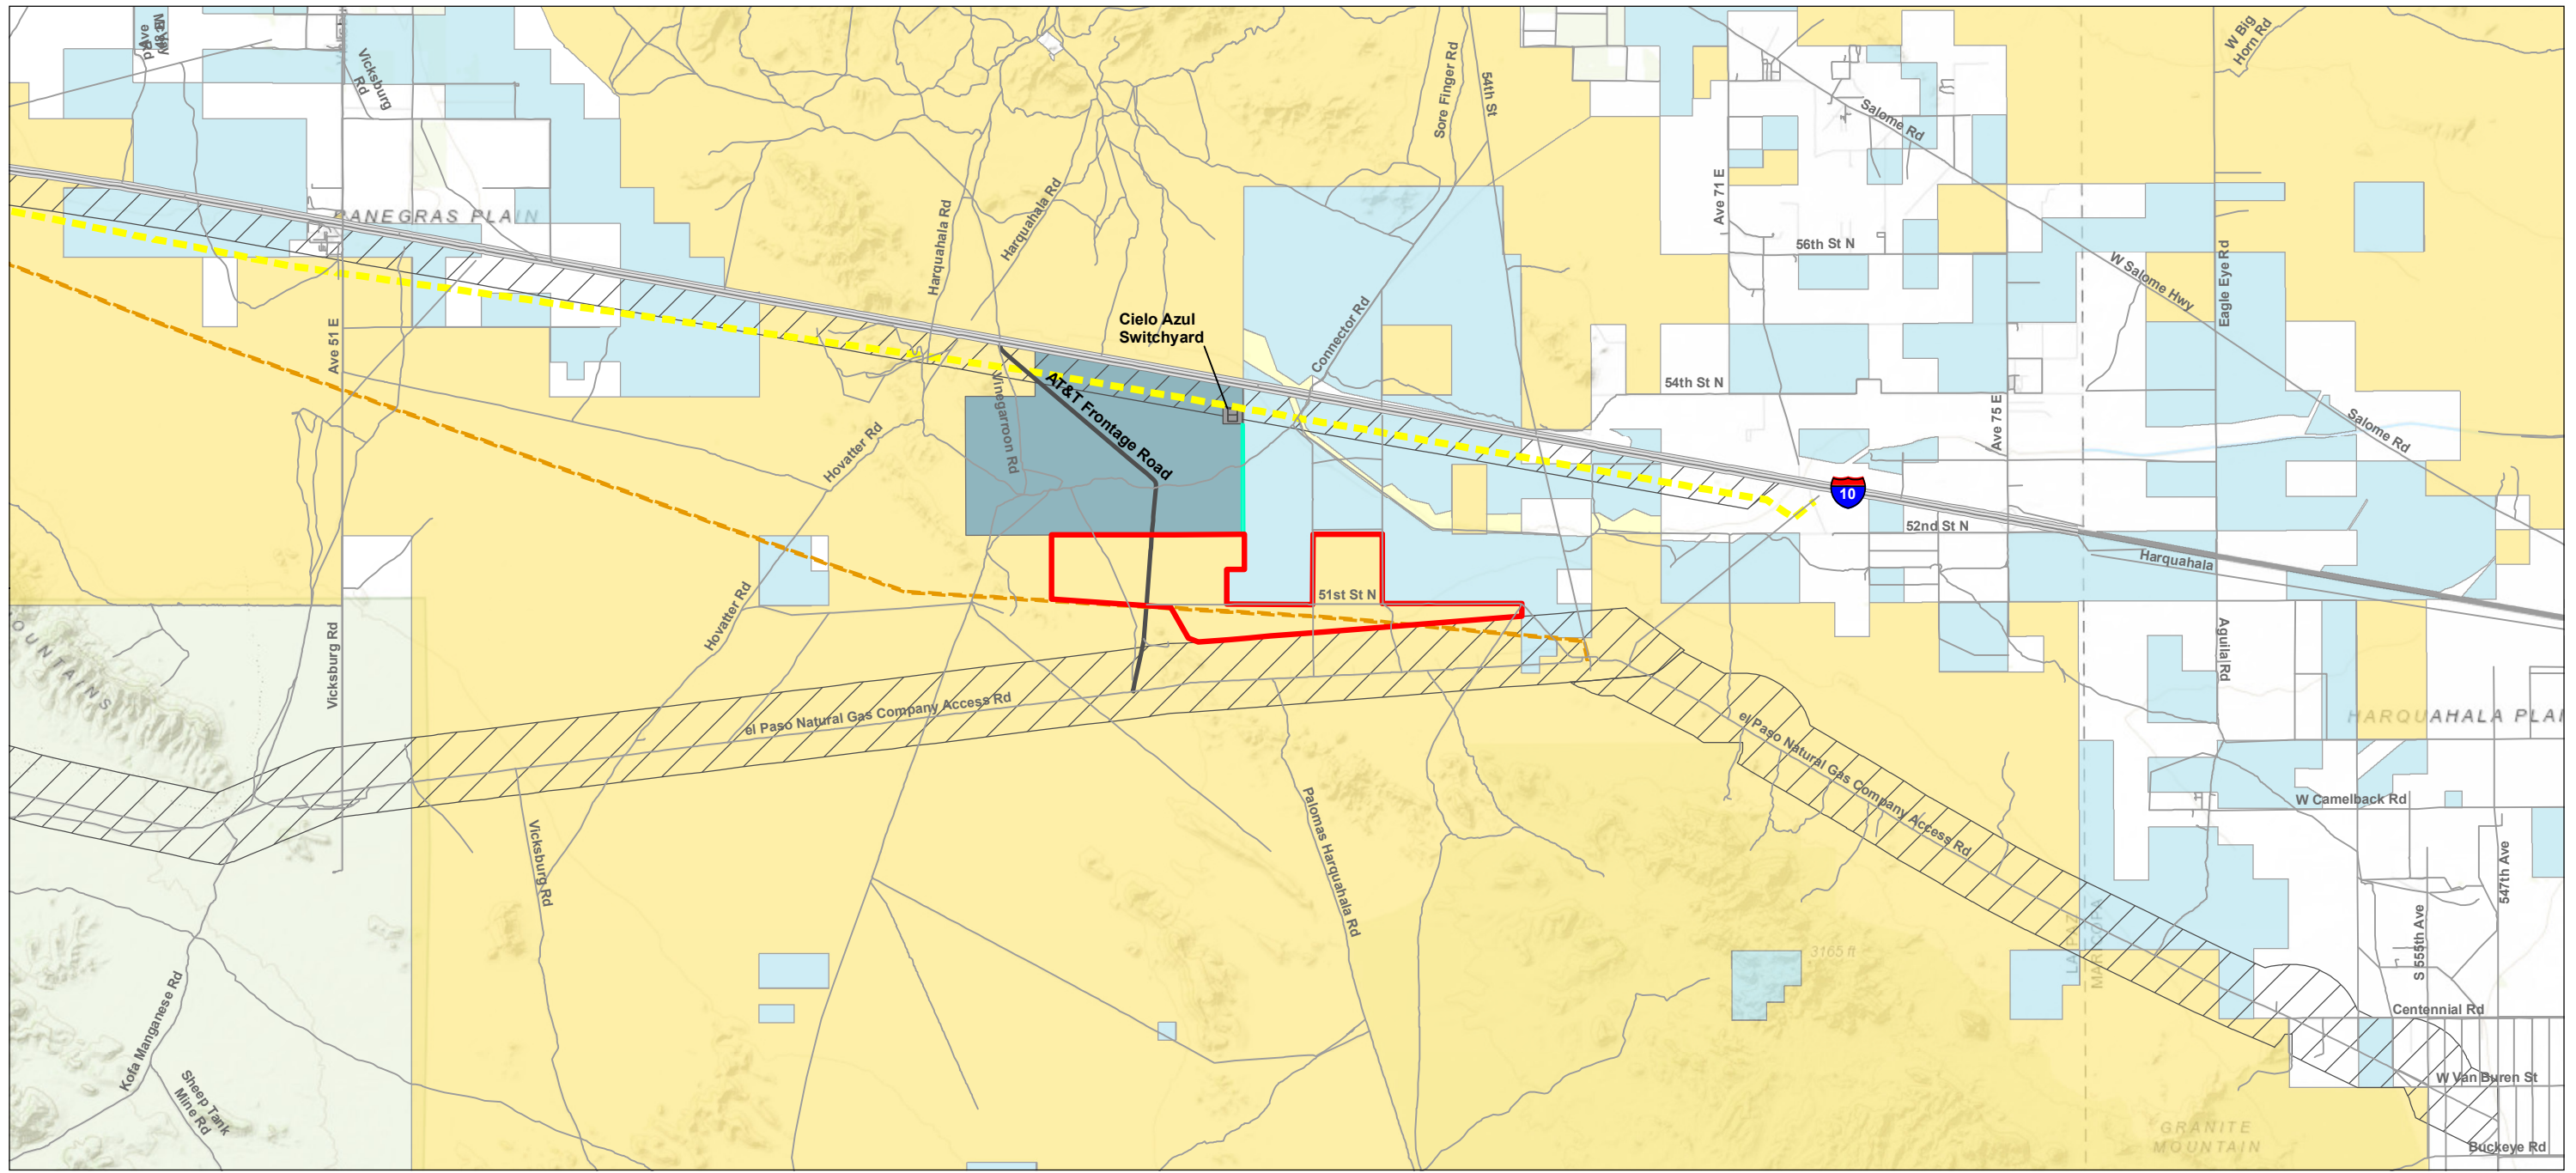 Vicksburg
Rd
Sore Finger Rd
54th St
Salome Rd
W Big
Horn Rd
Ave 71 E
RANEGRAS PLAIN
Harquahala Rd
Harquahala Rd
56th St N
W Salome Hwy
Eagle Eye Rd
Cielo Azul
Switchyard
Connector Rd
Ave 51 E
54th St N
Ave 75 E
Salome Rd
AT&T Frontage Road
Vinegarroon Rd
Hovatter Rd
10
52nd St N
Harquahala
51st St N
Hovatter Rd
Vicksburg Rd
OUNTAINS
Aguila Rd
HARQUAHALA PLAI
el Paso Natural Gas Company Access Rd
el Paso Natural Gas Company Access Rd
W Camelback Rd
Palomas Harquahala Rd
Vicksburg Rd
547th Ave
S 555th Ave
3165 ft
LA PAZ
MARICOPA
Kofa Manganese Rd
Centennial Rd
Sheep Tank
Mine Rd
W Van Buren St
GRANITE
MOUNTAIN
Buckeye Rd